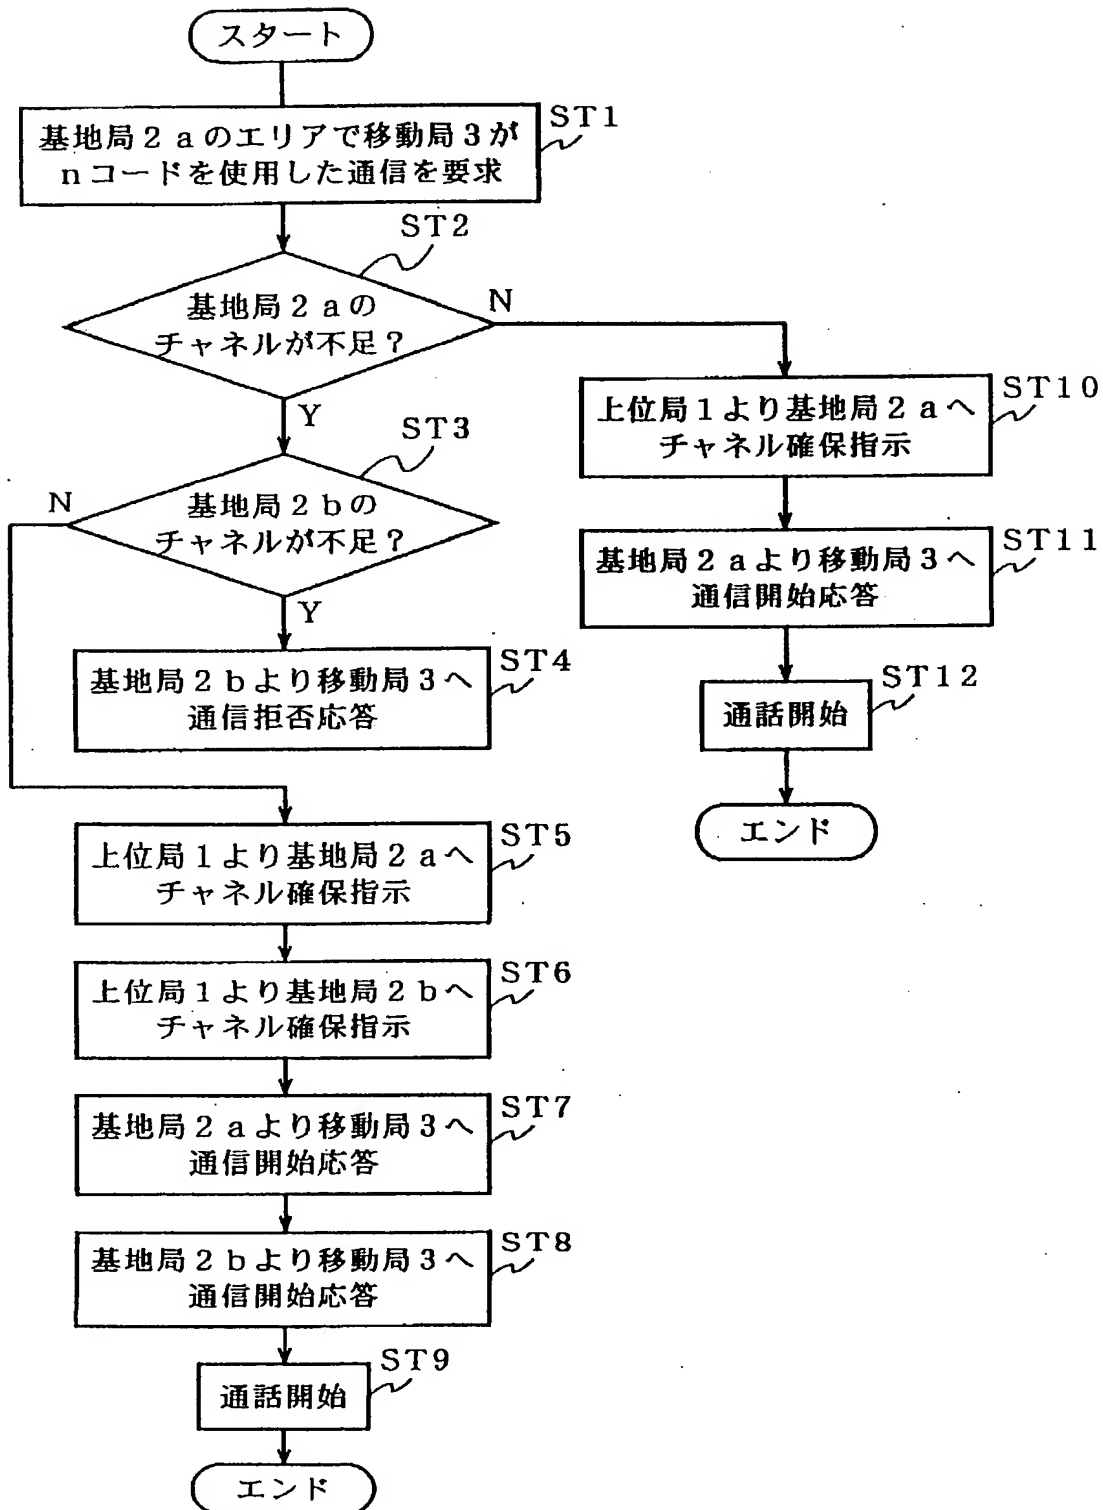 スタート
ST1
基地局2aのエリアで移動局3が
nコードを使用した通信を要求
ST2
基地局2aの
チャネルが不足?
N
Y
ST10
上位局1より基地局2aへ
チャネル確保指示
ST3
基地局2bの
チャネルが不足?
N
Y
ST11
基地局2aより移動局3へ
通信開始応答
ST4
基地局2bより移動局3へ
通信拒否応答
ST12
通話開始
エンド
ST5
上位局1より基地局2aへ
チャネル確保指示
ST6
上位局1より基地局2bへ
チャネル確保指示
ST7
基地局2aより移動局3へ
通信開始応答
ST8
基地局2bより移動局3へ
通信開始応答
ST9
通話開始
エンド